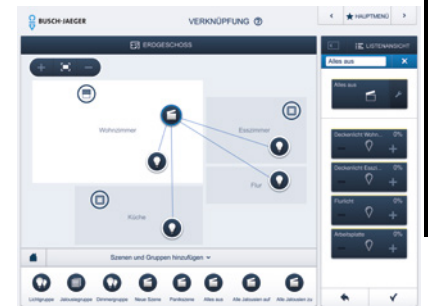 BUSCH-JAEGER
VERKNÜPFUNG ?
HAUPTMENÜ
ERDGESCHOSS
LISTENANSICHT
Alles aus
Alles aus
Wohnzimmer
Esszimmer
Flur
Küche
Deckenlicht Wohn... 0%
Deckenlicht Esszi... 0%
Flurlicht 0%
Arbeitsplatte 0%
Szenen und Gruppen hinzufügen
Lichtgruppe
Jalousiegruppe
Dimmergruppe
Neue Szene
Panikszene
Alles aus
Alle Jalousien auf
Alle Jalousien zu